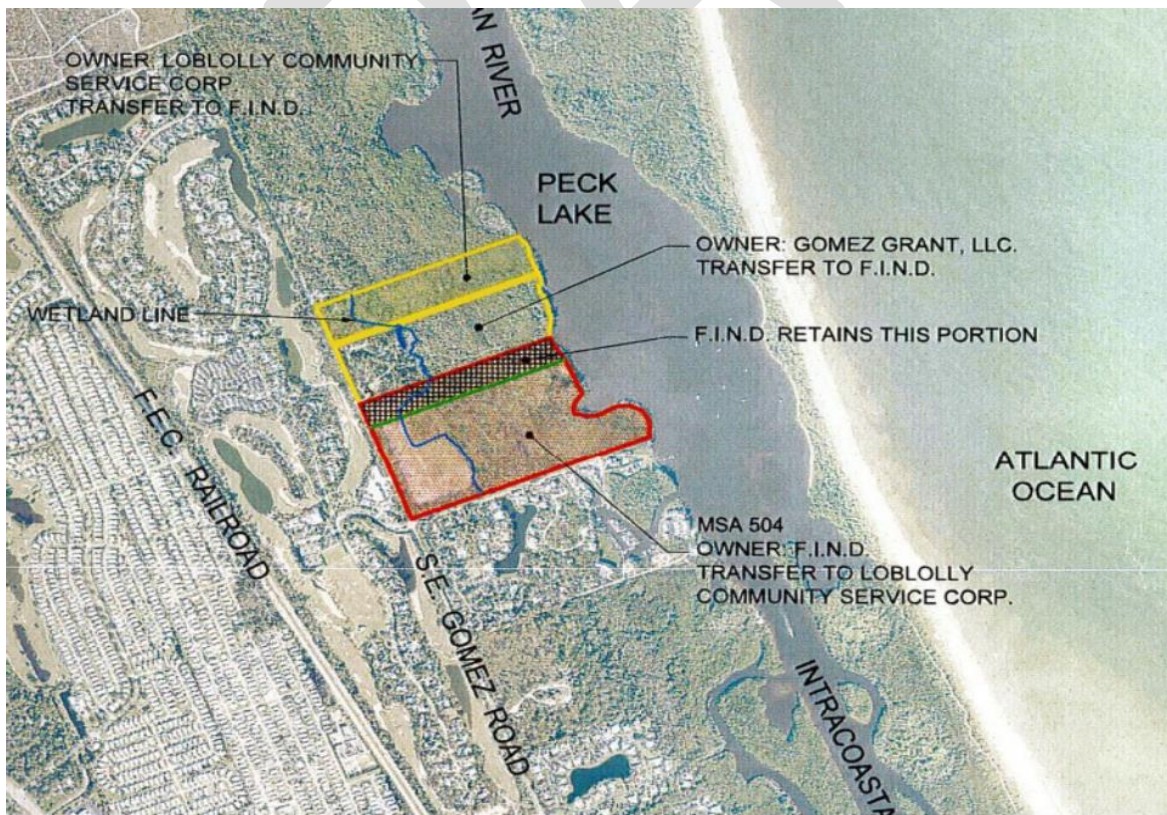 OWNER: LOBLOLLY COMMUNITY
SERVICE CORP
TRANSFER TO F.I.N.D.
AN RIVER
PECK
LAKE
OWNER: GOMEZ GRANT, LLC.
TRANSFER TO F.I.N.D.
WETLAND LINE
F.I.N.D. RETAINS THIS PORTION
F.E.C. RAILROAD
ATLANTIC
OCEAN
MSA 504
OWNER: F.I.N.D.
TRANSFER TO LOBLOLLY
COMMUNITY SERVICE CORP.
S.E. GOMEZ ROAD
INTRACOASTA